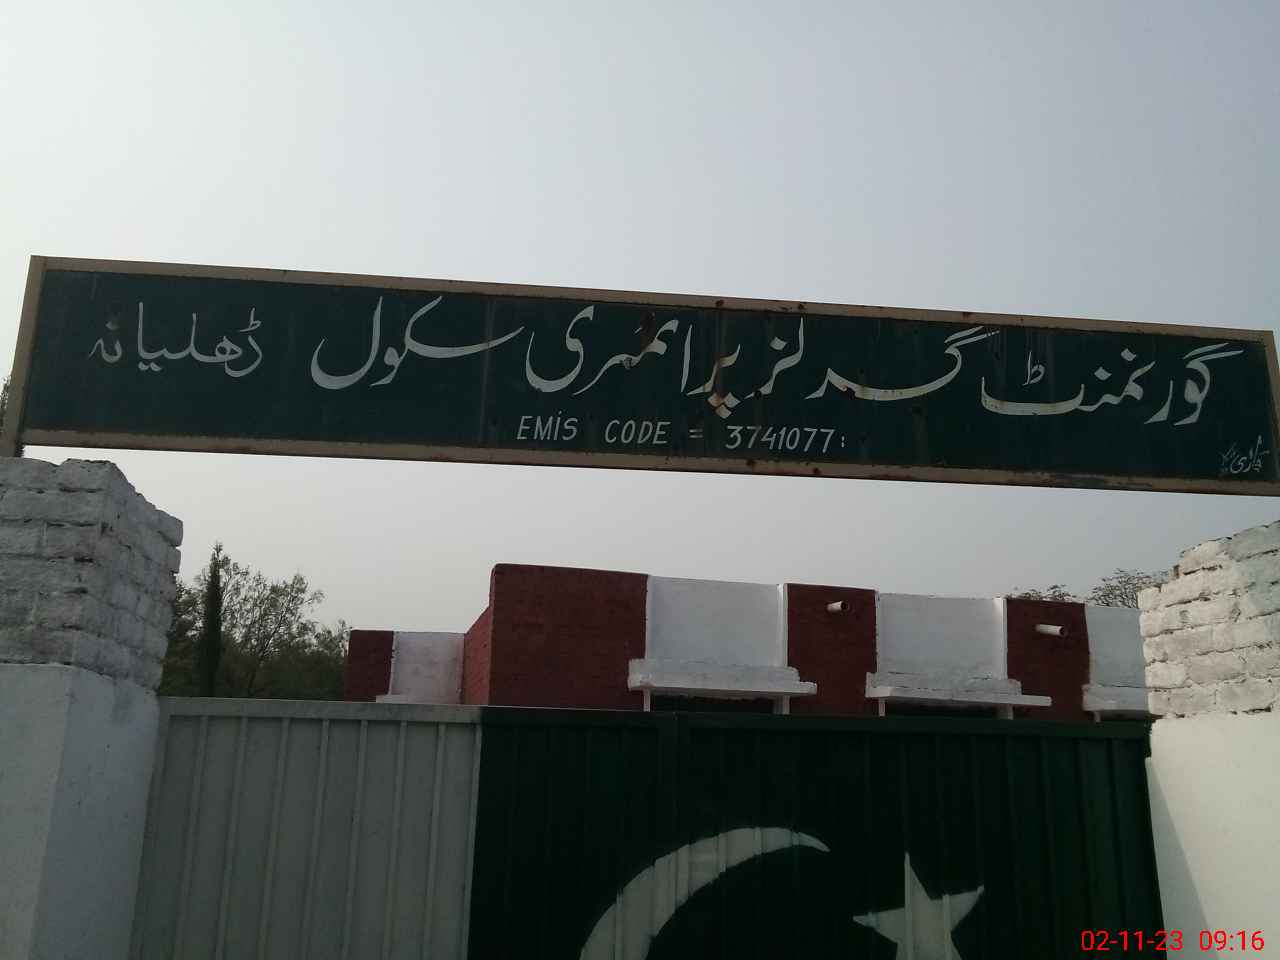 گورنمنٹ گرلز پرائمری سکول ڈھلیانہ
EMiS CODE = 3741077:
02-11-23 09:16